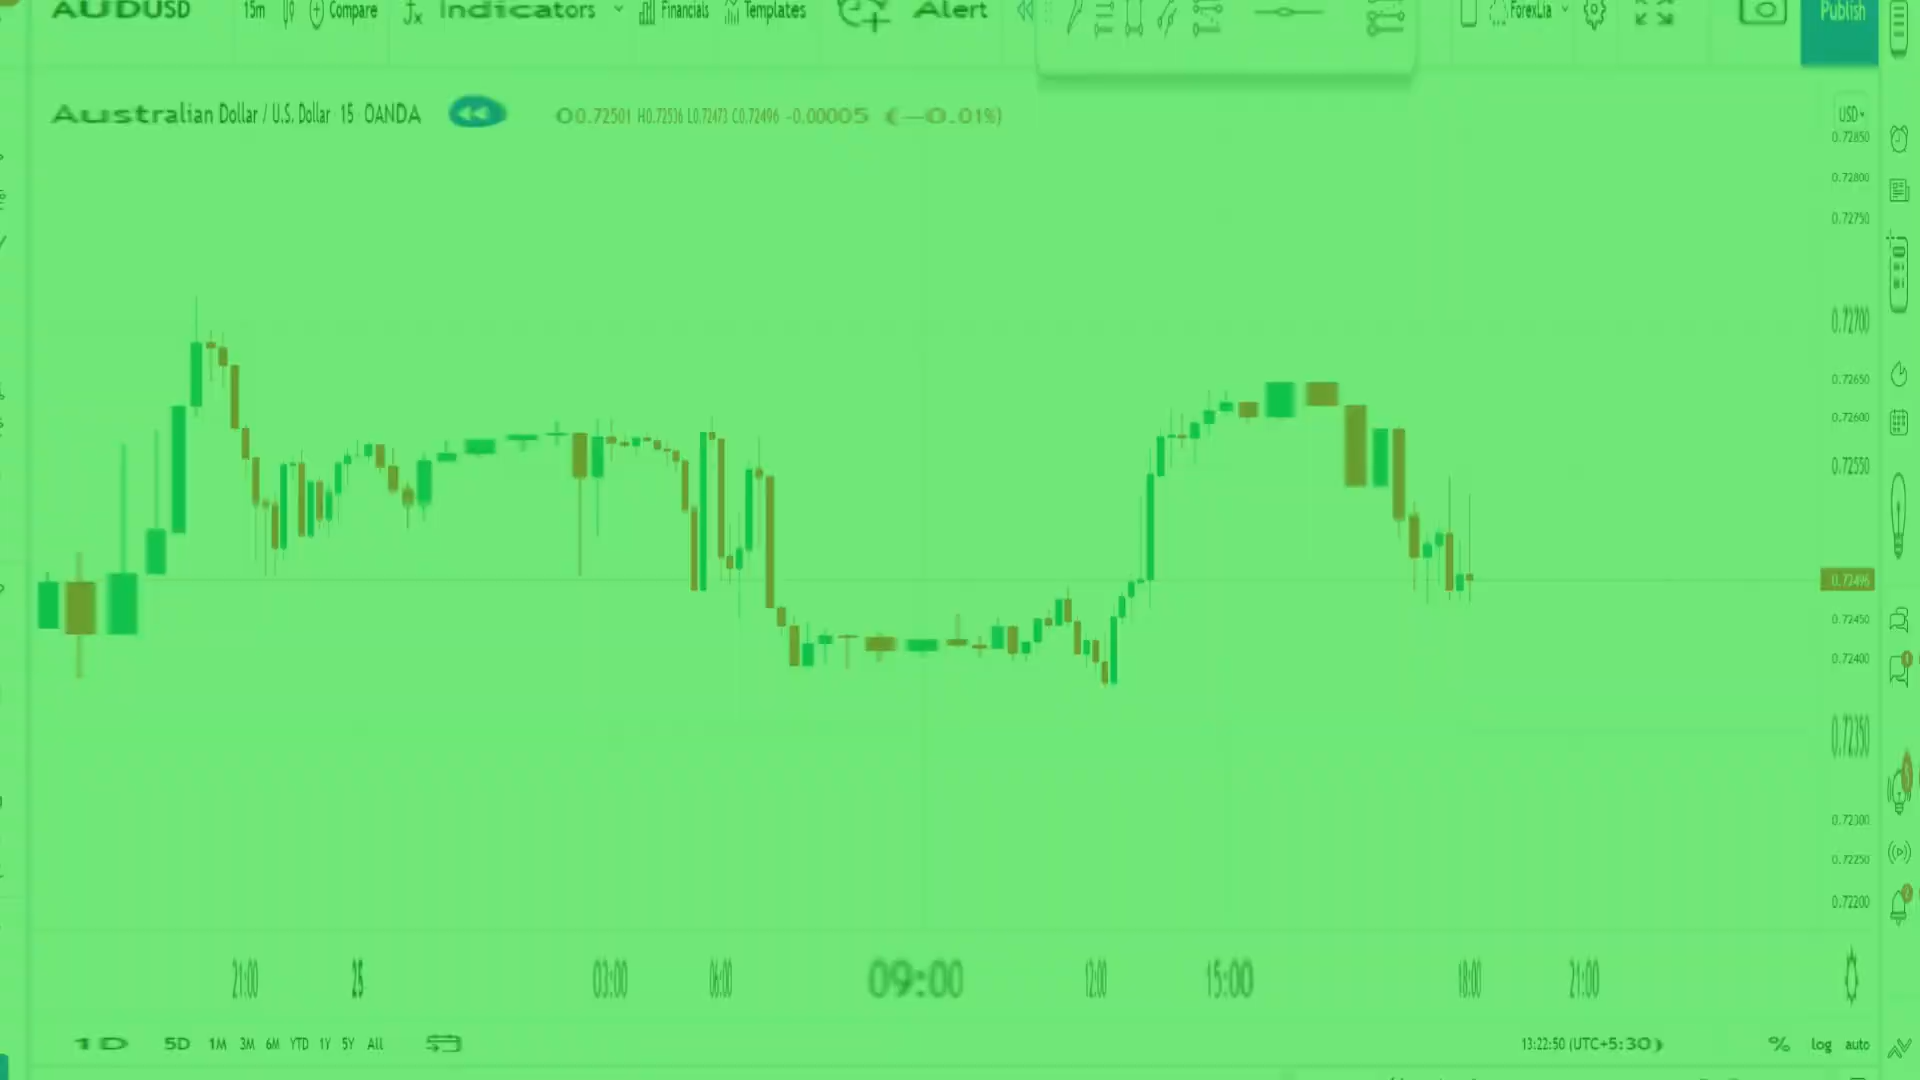 AUDUSD 15m Compare Indicators Financials Templates Alert ForexLia Publish
Australian Dollar / U.S. Dollar 15 OANDA O0.72501 H0.72536 L0.72473 C0.72496 -0.00005 (-0.01%)
USD
0.72850
0.72800
0.72750
0.72700
0.72650
0.72600
0.72550
0.72496
0.72450
0.72400
0.72350
0.72300
0.72250
0.72200
21:00 25 03:00 06:00 09:00 12:00 15:00 18:00 21:00
1D 5D 1M 3M 6M YTD 1Y 5Y All 13:22:50 (UTC+5:30) % log auto